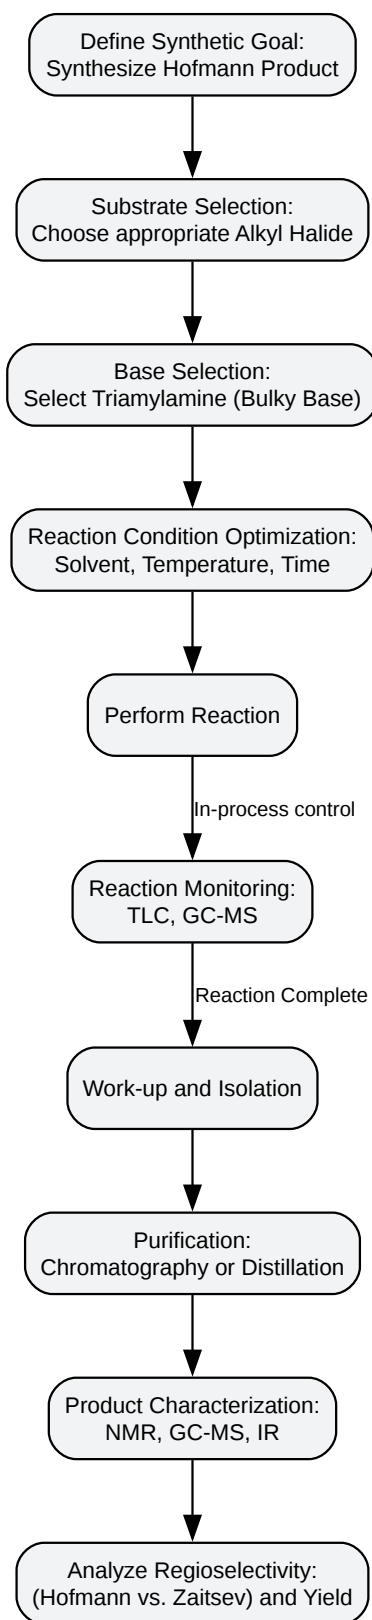 Define Synthetic Goal:
Synthesize Hofmann Product
Substrate Selection:
Choose appropriate Alkyl Halide
Base Selection:
Select Triamylamine (Bulky Base)
Reaction Condition Optimization:
Solvent, Temperature, Time
Perform Reaction
In-process control
Reaction Monitoring:
TLC, GC-MS
Reaction Complete
Work-up and Isolation
Purification:
Chromatography or Distillation
Product Characterization:
NMR, GC-MS, IR
Analyze Regioselectivity:
(Hofmann vs. Zaitsev) and Yield